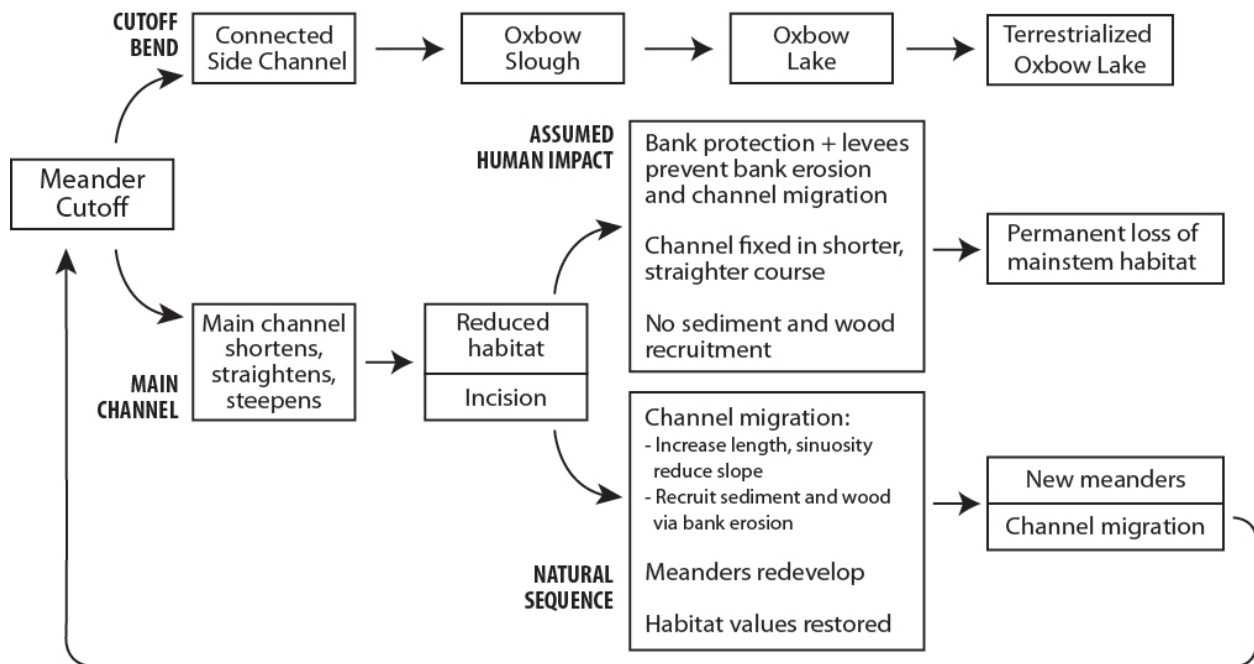 CUTOFF
BEND
Connected
Side Channel
Oxbow
Slough
Oxbow
Lake
Terrestrialized
Oxbow Lake
Meander
Cutoff
ASSUMED
HUMAN IMPACT
Bank protection + levees
prevent bank erosion
and channel migration
Channel fixed in shorter,
straighter course
No sediment and wood
recruitment
Permanent loss of
mainstem habitat
MAIN
CHANNEL
Main channel
shortens,
straightens,
steepens
Reduced
habitat
Incision
NATURAL
SEQUENCE
Channel migration:
- Increase length, sinuosity
reduce slope
- Recruit sediment and wood
via bank erosion
Meanders redevelop
Habitat values restored
New meanders
Channel migration